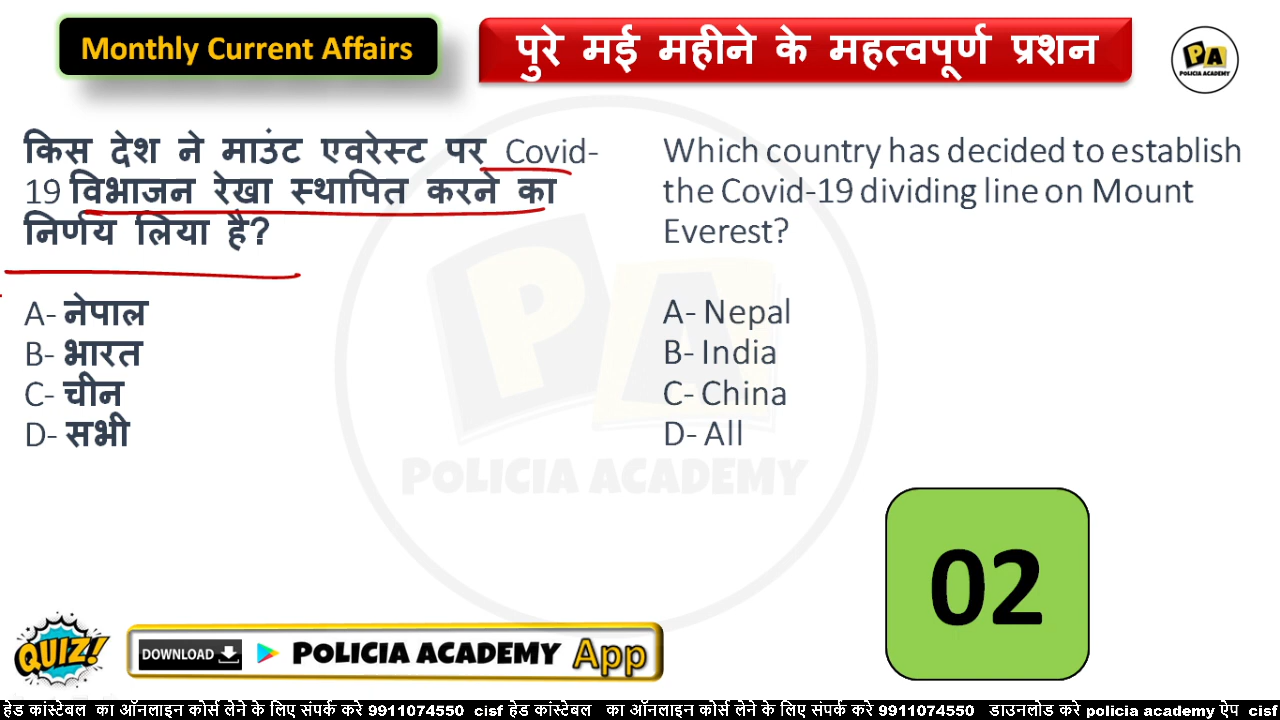 Monthly Current Affairs
पुरे मई महीने के महत्वपूर्ण प्रशन
PA
POLICIA ACADEMY
किस देश ने माउंट एवरेस्ट पर Covid-
19 विभाजन रेखा स्थापित करने का
निर्णय लिया है?
A- नेपाल
B- भारत
C- चीन
D- सभी
Which country has decided to establish
the Covid-19 dividing line on Mount
Everest?
A- Nepal
B- India
C- China
D- All
PA
POLICIA ACADEMY
02
QUIZ!
DOWNLOAD
POLICIA ACADEMY App
हेड कांस्टेबल का ऑनलाइन कोर्स लेने के लिए संपर्क करे 9911074550 cisf हेड कांस्टेबल का ऑनलाइन कोर्स लेने के लिए संपर्क करे 9911074550 डाउनलोड करे policia academy ऐप cisf